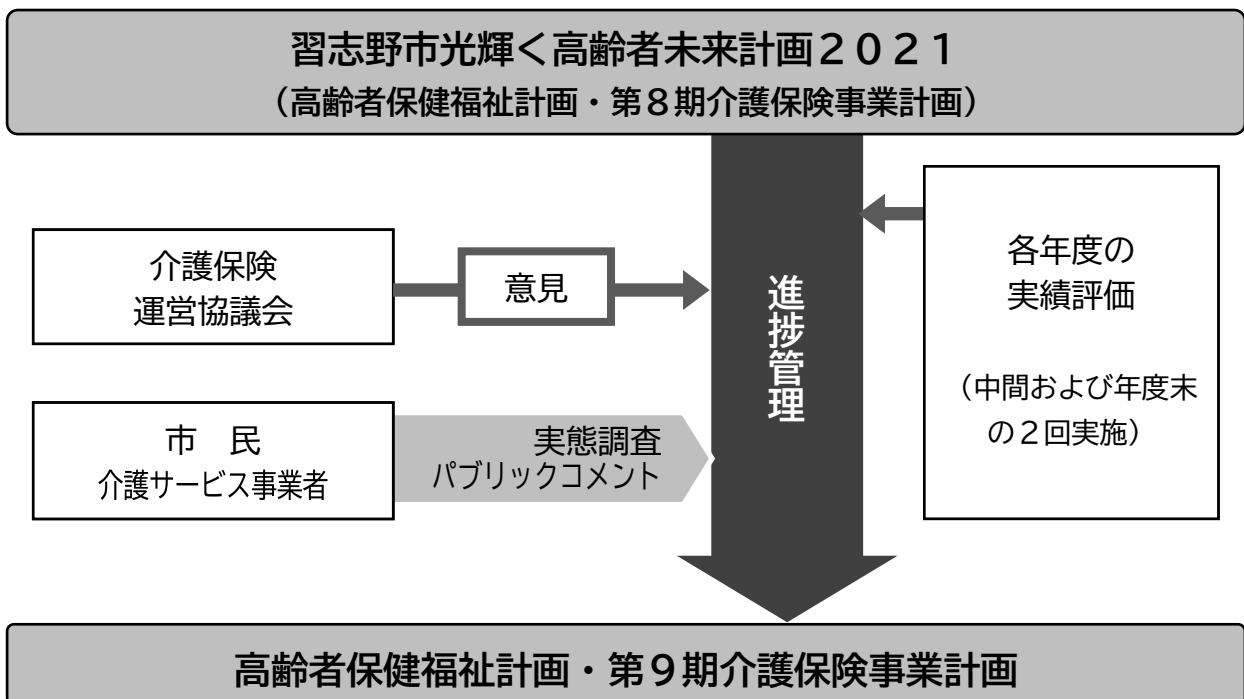 習志野市光輝く高齢者未来計画２０２１
（高齢者保健福祉計画・第８期介護保険事業計画）
介護保険
運営協議会
意見
市　民
介護サービス事業者
実態調査
パブリックコメント
進捗管理
各年度の
実績評価
（中間および年度末
の２回実施）
高齢者保健福祉計画・第９期介護保険事業計画